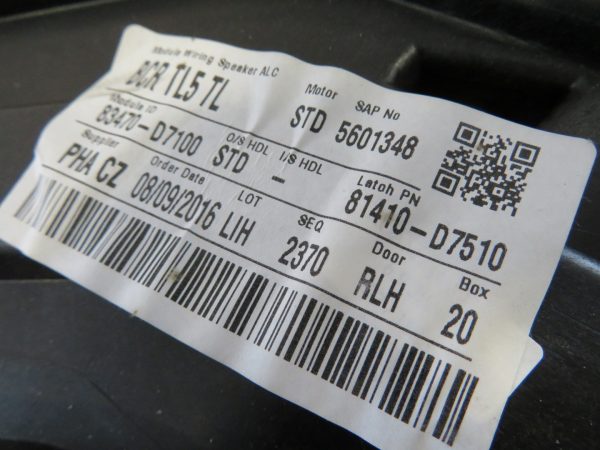 Module Wiring Speaker ALC Motor SAP No
BCR TL5 TL STD 5601348
Module ID O/S HDL I/S HDL Latch PN
83470-D7100 STD - 81410-D7510
Supplier Order Date LOT SEQ Door Box
PHA CZ 08/09/2016 LIH 2370 RLH 20